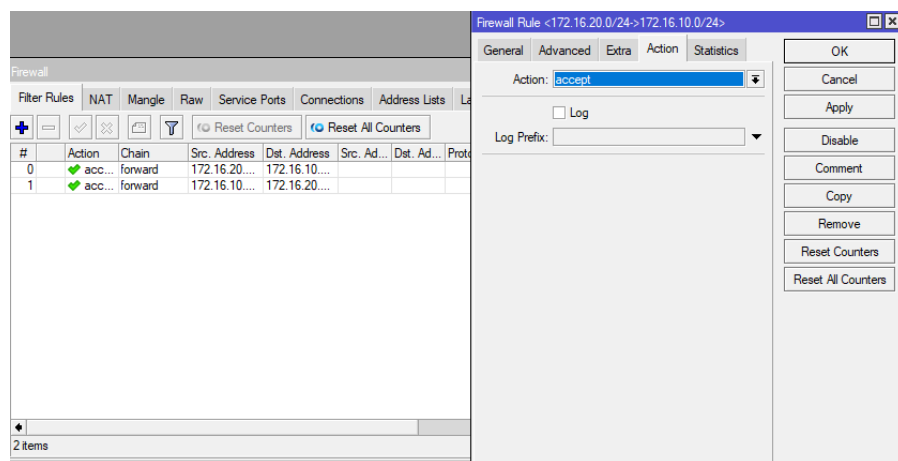 Firewall
Filter Rules NAT Mangle Raw Service Ports Connections Address Lists La
Reset Counters Reset All Counters
# Action Chain Src. Address Dst. Address Src. Ad... Dst. Ad... Proto
0 acc... forward 172.16.20.... 172.16.10....
1 acc... forward 172.16.10.... 172.16.20....
2 items
Firewall Rule <172.16.20.0/24->172.16.10.0/24>
General Advanced Extra Action Statistics
Action: accept
Log
Log Prefix:
OK
Cancel
Apply
Disable
Comment
Copy
Remove
Reset Counters
Reset All Counters